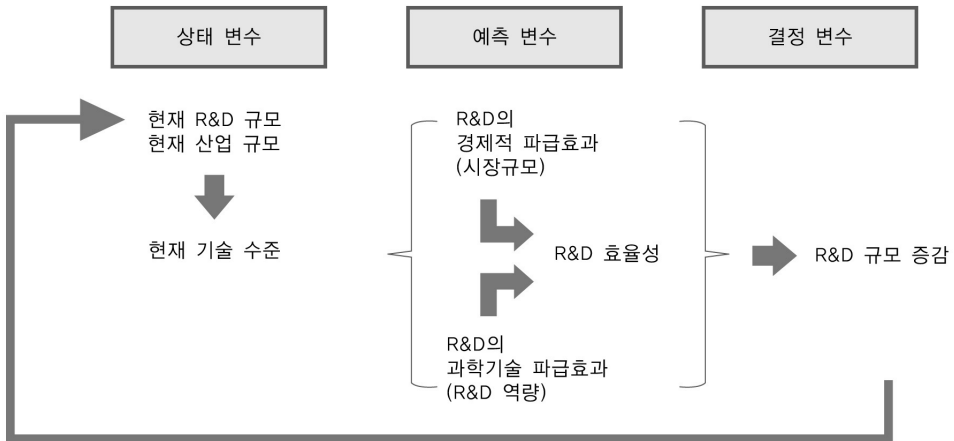 상태 변수
예측 변수
결정 변수
현재 R&D 규모
현재 산업 규모
현재 기술 수준
R&D의
경제적 파급효과
(시장규모)
R&D 효율성
R&D의
과학기술 파급효과
(R&D 역량)
R&D 규모 증감